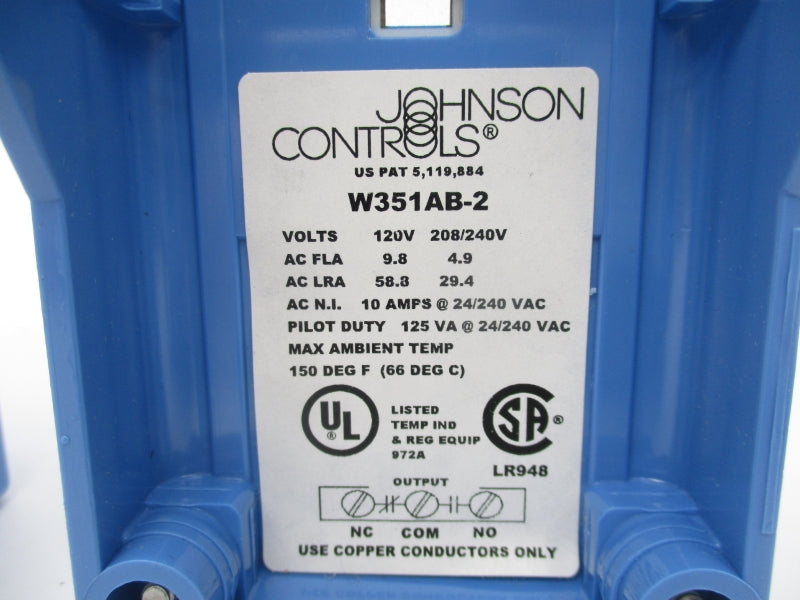 JOHNSON
CONTROLS®
US PAT 5,119,884
W351AB-2
VOLTS 120V 208/240V
AC FLA 9.8 4.9
AC LRA 58.8 29.4
AC N.I. 10 AMPS @ 24/240 VAC
PILOT DUTY 125 VA @ 24/240 VAC
MAX AMBIENT TEMP
150 DEG F (66 DEG C)
UL ®
LISTED
TEMP IND
& REG EQUIP
972A
SA ®
LR948
OUTPUT
NC COM NO
USE COPPER CONDUCTORS ONLY